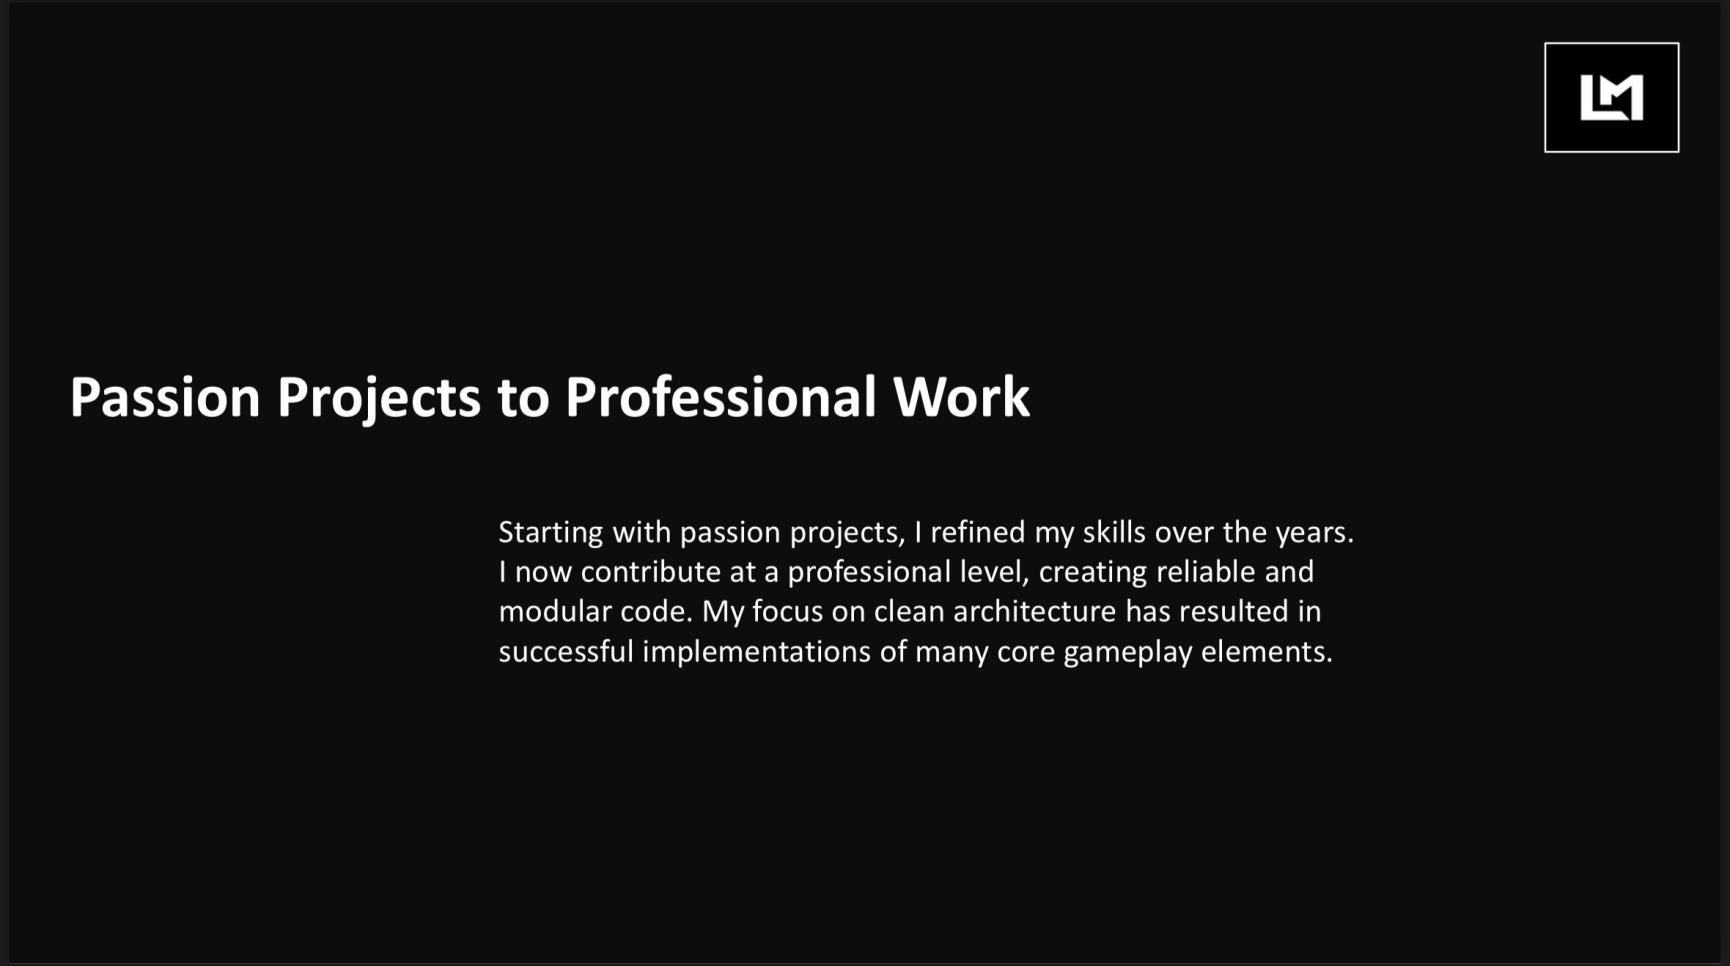 LM
Passion Projects to Professional Work
Starting with passion projects, I refined my skills over the years.
I now contribute at a professional level, creating reliable and
modular code. My focus on clean architecture has resulted in
successful implementations of many core gameplay elements.